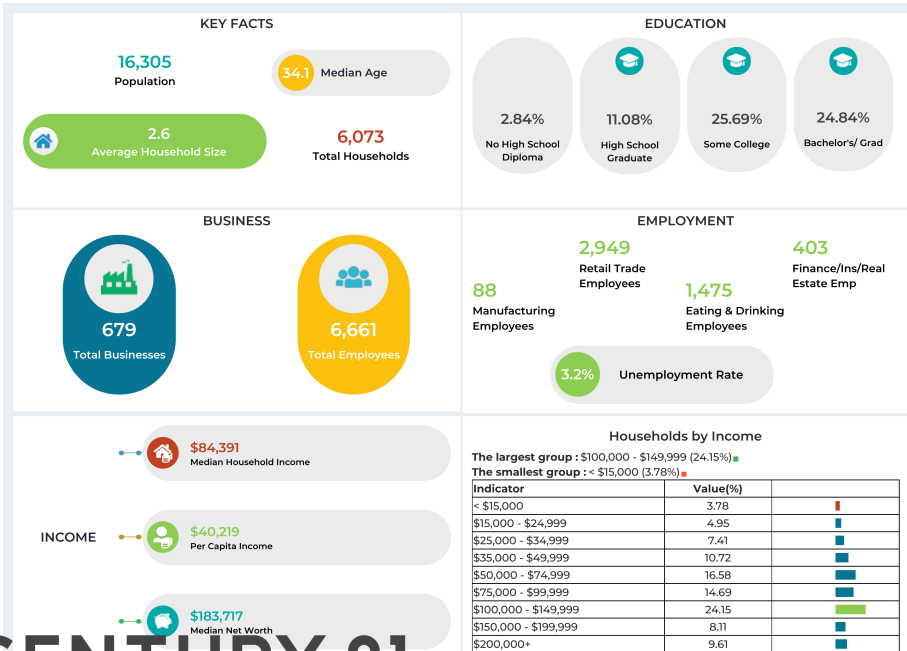 KEY FACTS
16,305
Population
34.1 Median Age
2.6
Average Household Size
6,073
Total Households
EDUCATION
2.84%
No High School
Diploma
11.08%
High School
Graduate
25.69%
Some College
24.84%
Bachelor's/ Grad
BUSINESS
679
Total Businesses
6,661
Total Employees
EMPLOYMENT
88
Manufacturing
Employees
2,949
Retail Trade
Employees
1,475
Eating & Drinking
Employees
403
Finance/Ins/Real
Estate Emp
3.2% Unemployment Rate
INCOME
$84,391
Median Household Income
$40,219
Per Capita Income
$183,717
Median Net Worth
Households by Income
The largest group : $100,000 - $149,999 (24.15%)
The smallest group : < $15,000 (3.78%)
Indicator Value(%)
< $15,000 3.78
$15,000 - $24,999 4.95
$25,000 - $34,999 7.41
$35,000 - $49,999 10.72
$50,000 - $74,999 16.58
$75,000 - $99,999 14.69
$100,000 - $149,999 24.15
$150,000 - $199,999 8.11
$200,000+ 9.61
CENTURY 21